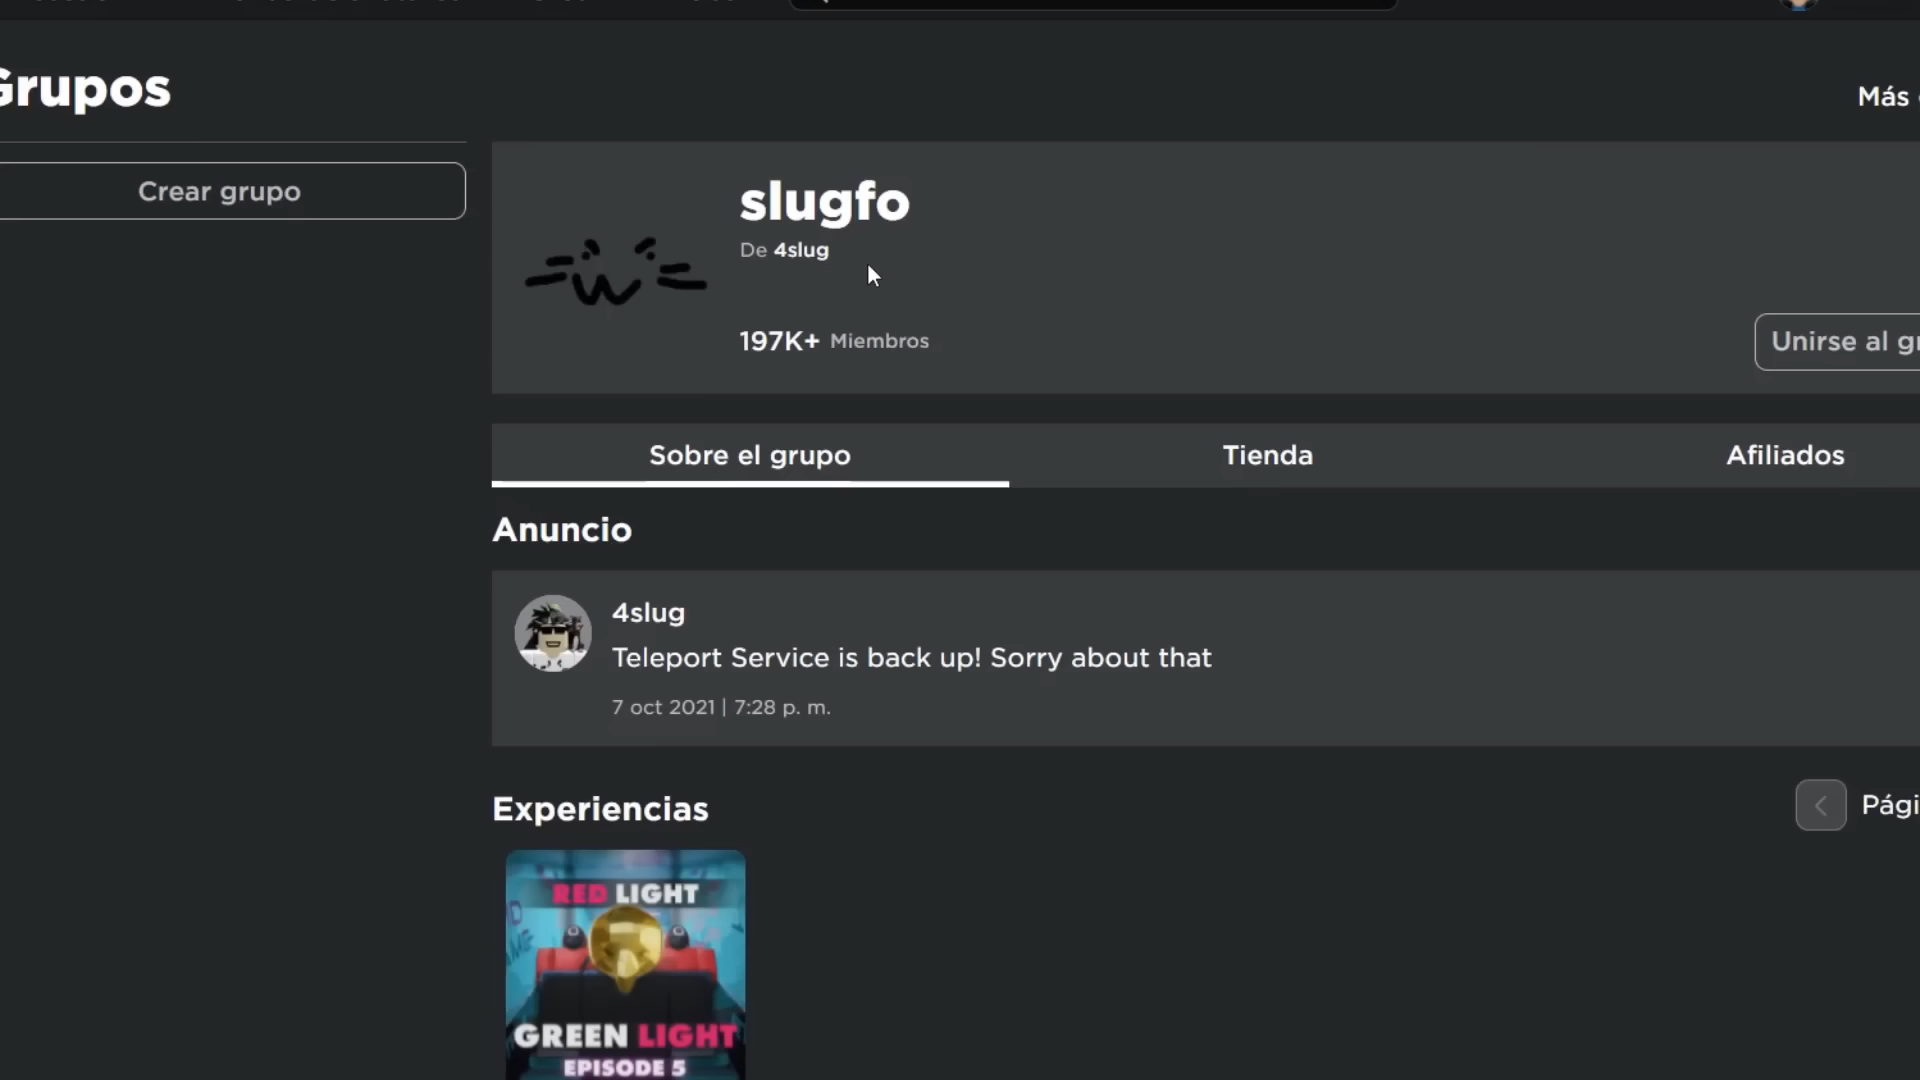 Grupos
Más
Crear grupo
slugfo
De 4slug
197K+ Miembros
Unirse al
Sobre el grupo
Tienda
Afiliados
Anuncio
4slug
Teleport Service is back up! Sorry about that
7 oct 2021 | 7:28 p. m.
Experiencias
RED LIGHT
GREEN LIGHT
EPISODE 5